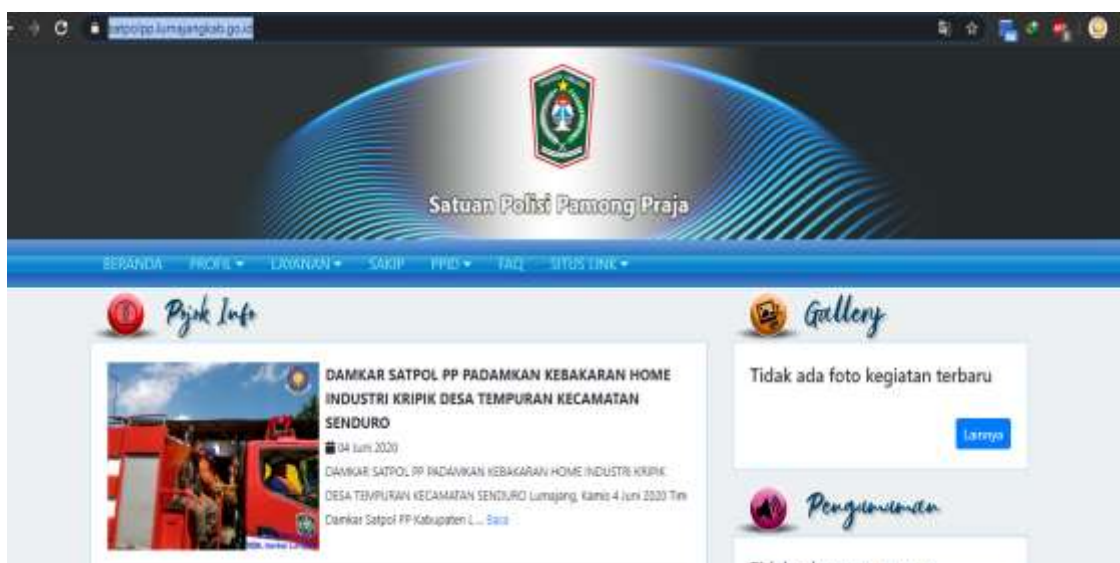 satpolpp.lumajangkab.go.id
Satuan Polisi Pamong Praja
BERANDA PROFIL LAYANAN SAKIP PPID FAQ SITUS LINK
Pojok Info
DAMKAR SATPOL PP PADAMKAN KEBAKARAN HOME
INDUSTRI KRIPIK DESA TEMPURAN KECAMATAN
SENDURO
04 Juni 2020
DAMKAR SATPOL PP PADAMKAN KEBAKARAN HOME INDUSTRI KRIPIK
DESA TEMPURAN KECAMATAN SENDURO Lumajang, Kamis 4 Juni 2020 Tim
Damkar Satpol PP Kabupaten L ... Baca
Gallery
Tidak ada foto kegiatan terbaru
Lainnya
Pengumuman